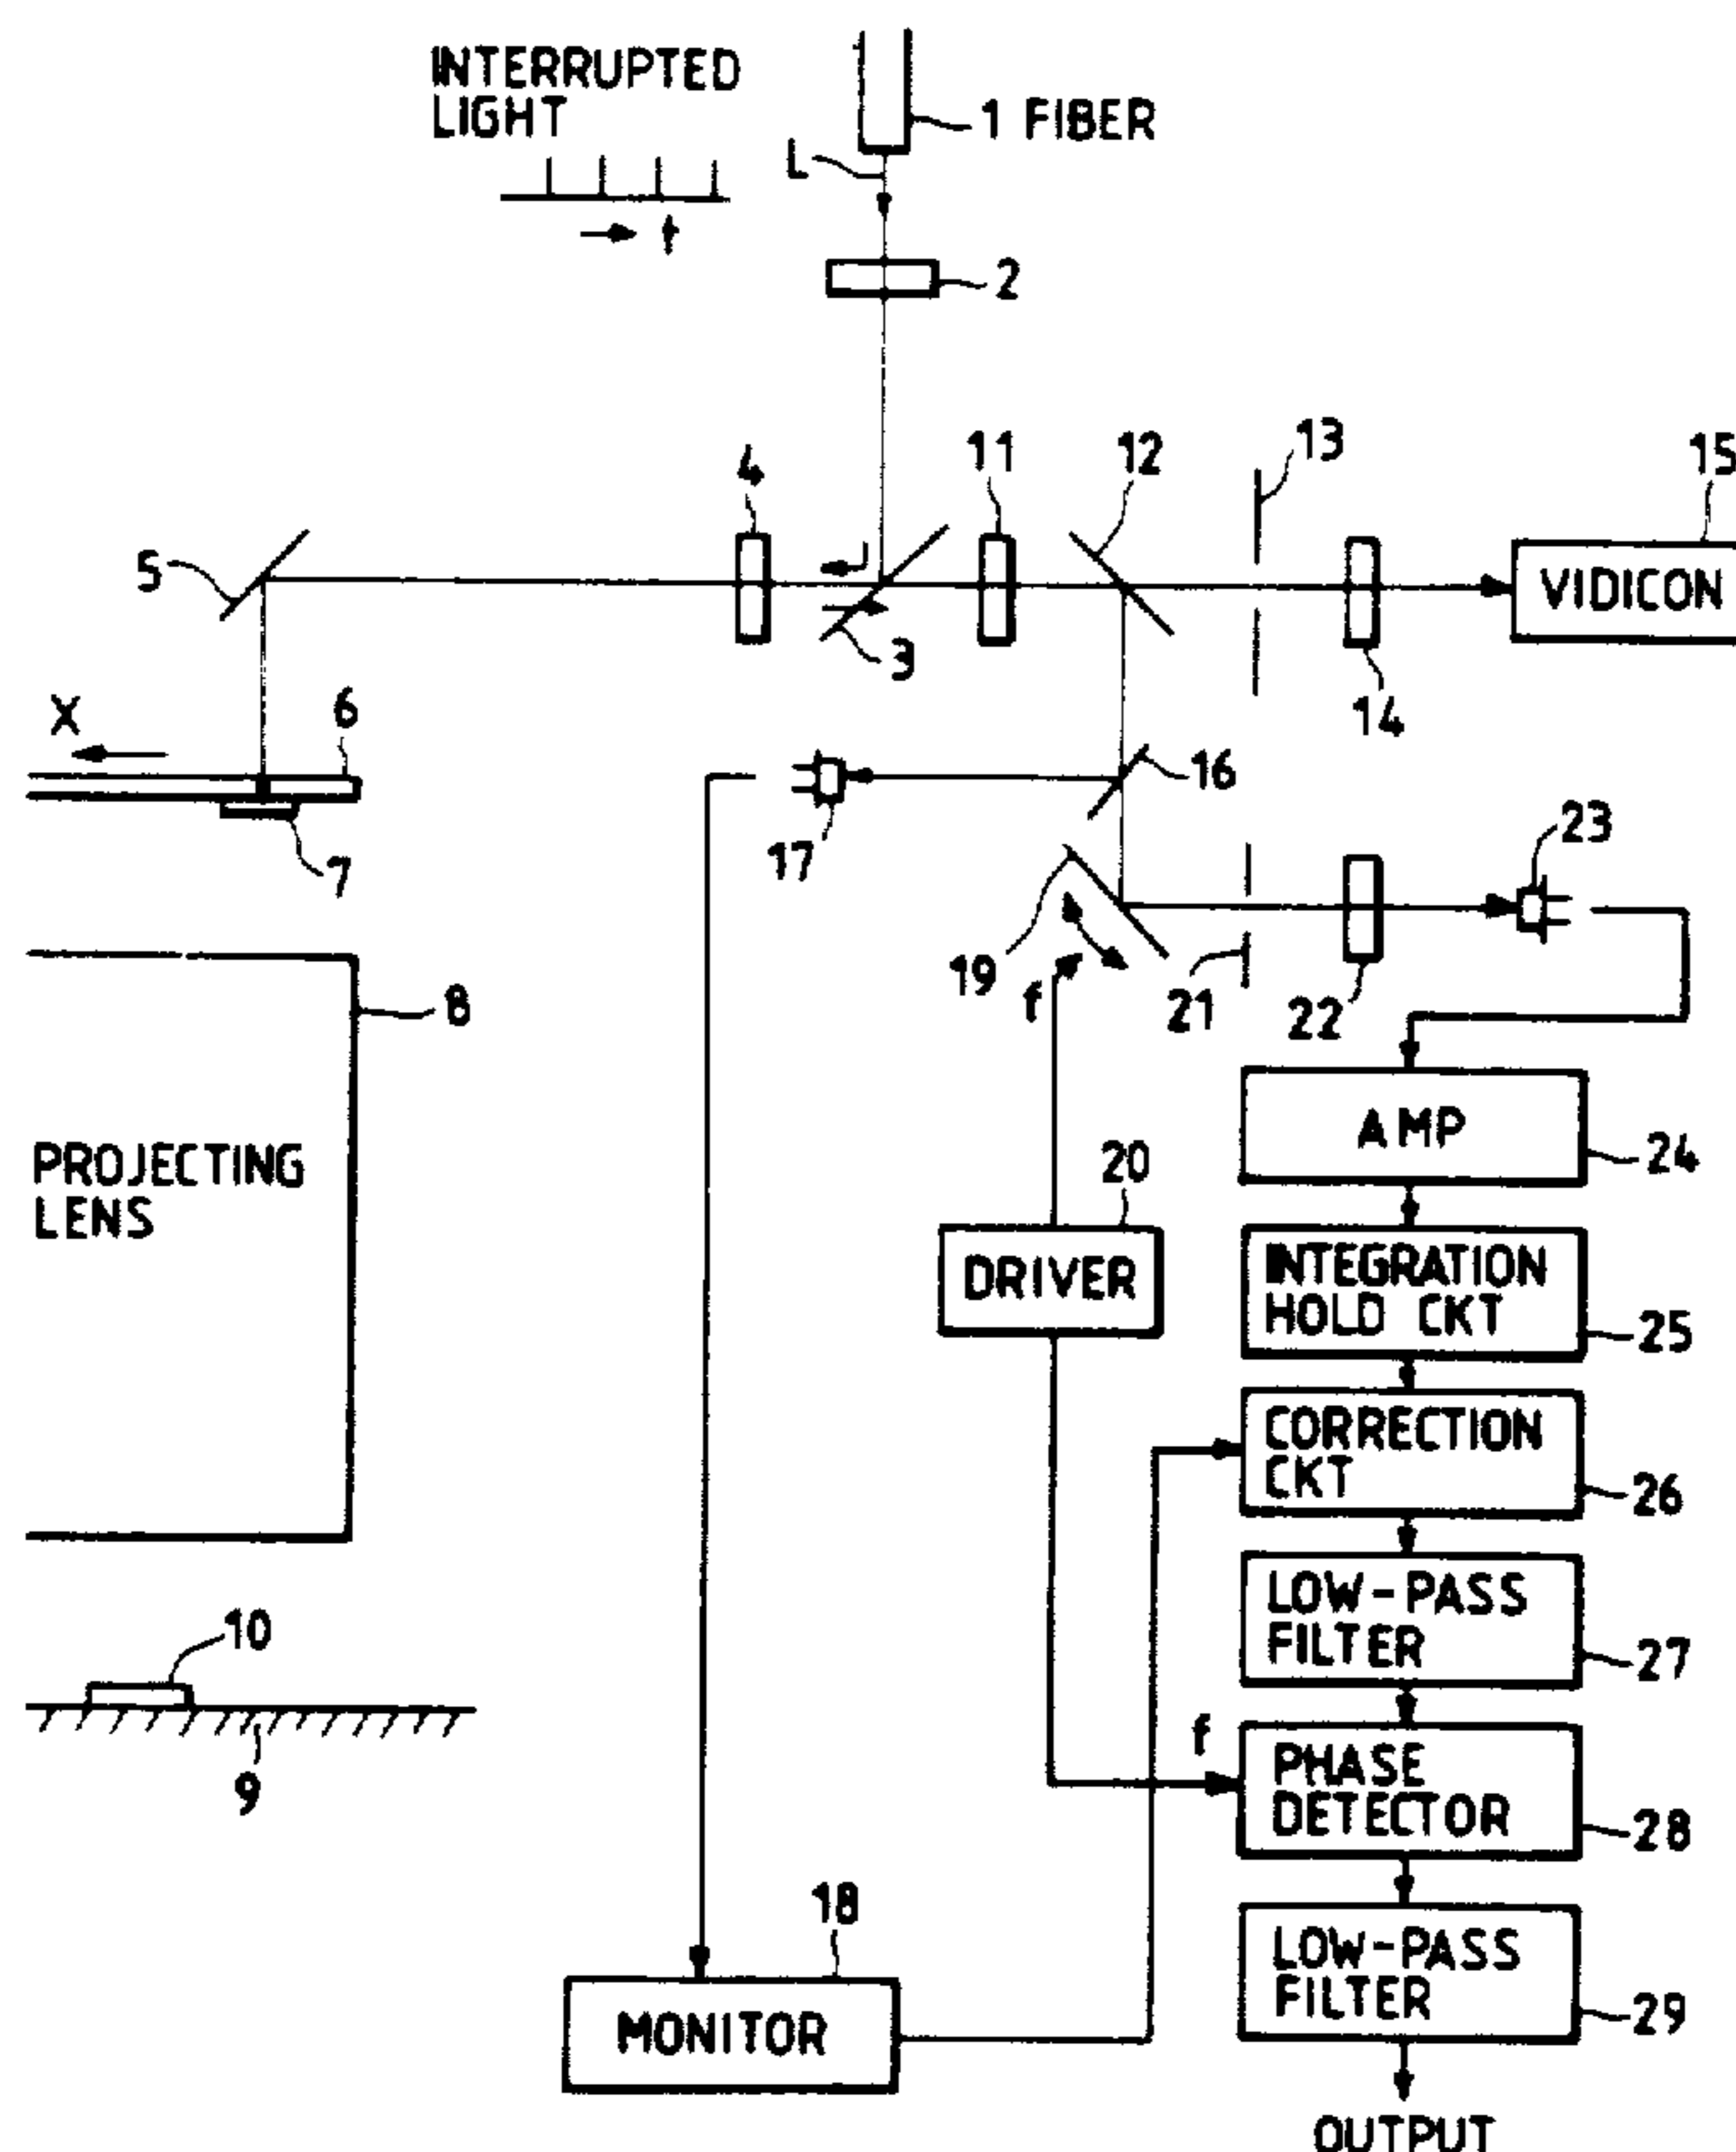 INTERRUPTED
LIGHT
t
L
1 FIBER
2
4
11
12
13
15
5
3
VIDICON
14
X
6
16
7
17
23
19
f
21
22
8
AMP
24
PROJECTING
LENS
20
DRIVER
INTEGRATION
HOLD CKT
25
CORRECTION
CKT
26
LOW-PASS
FILTER
27
10
9
f
PHASE
DETECTOR
28
18
MONITOR
LOW-PASS
FILTER
29
OUTPUT